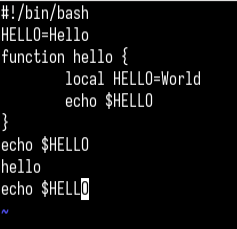 #!/bin/bash
HELLO=Hello
function hello {
        local HELLO=World
        echo $HELLO
}
echo $HELLO
hello
echo $HELLO
~